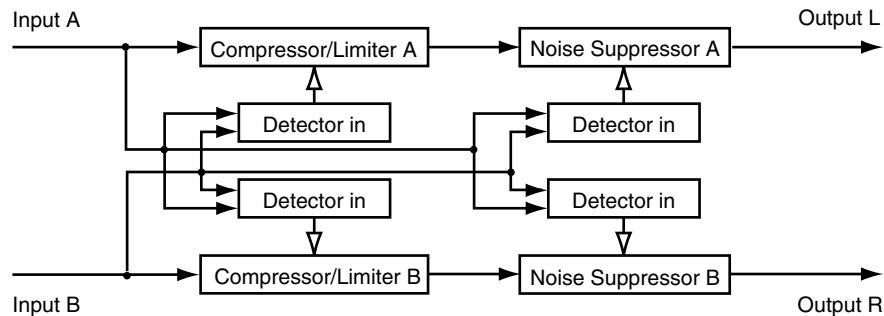 Input A
Output L
Compressor/Limiter A
Noise Suppressor A
Detector in
Detector in
Detector in
Detector in
Compressor/Limiter B
Noise Suppressor B
Input B
Output R